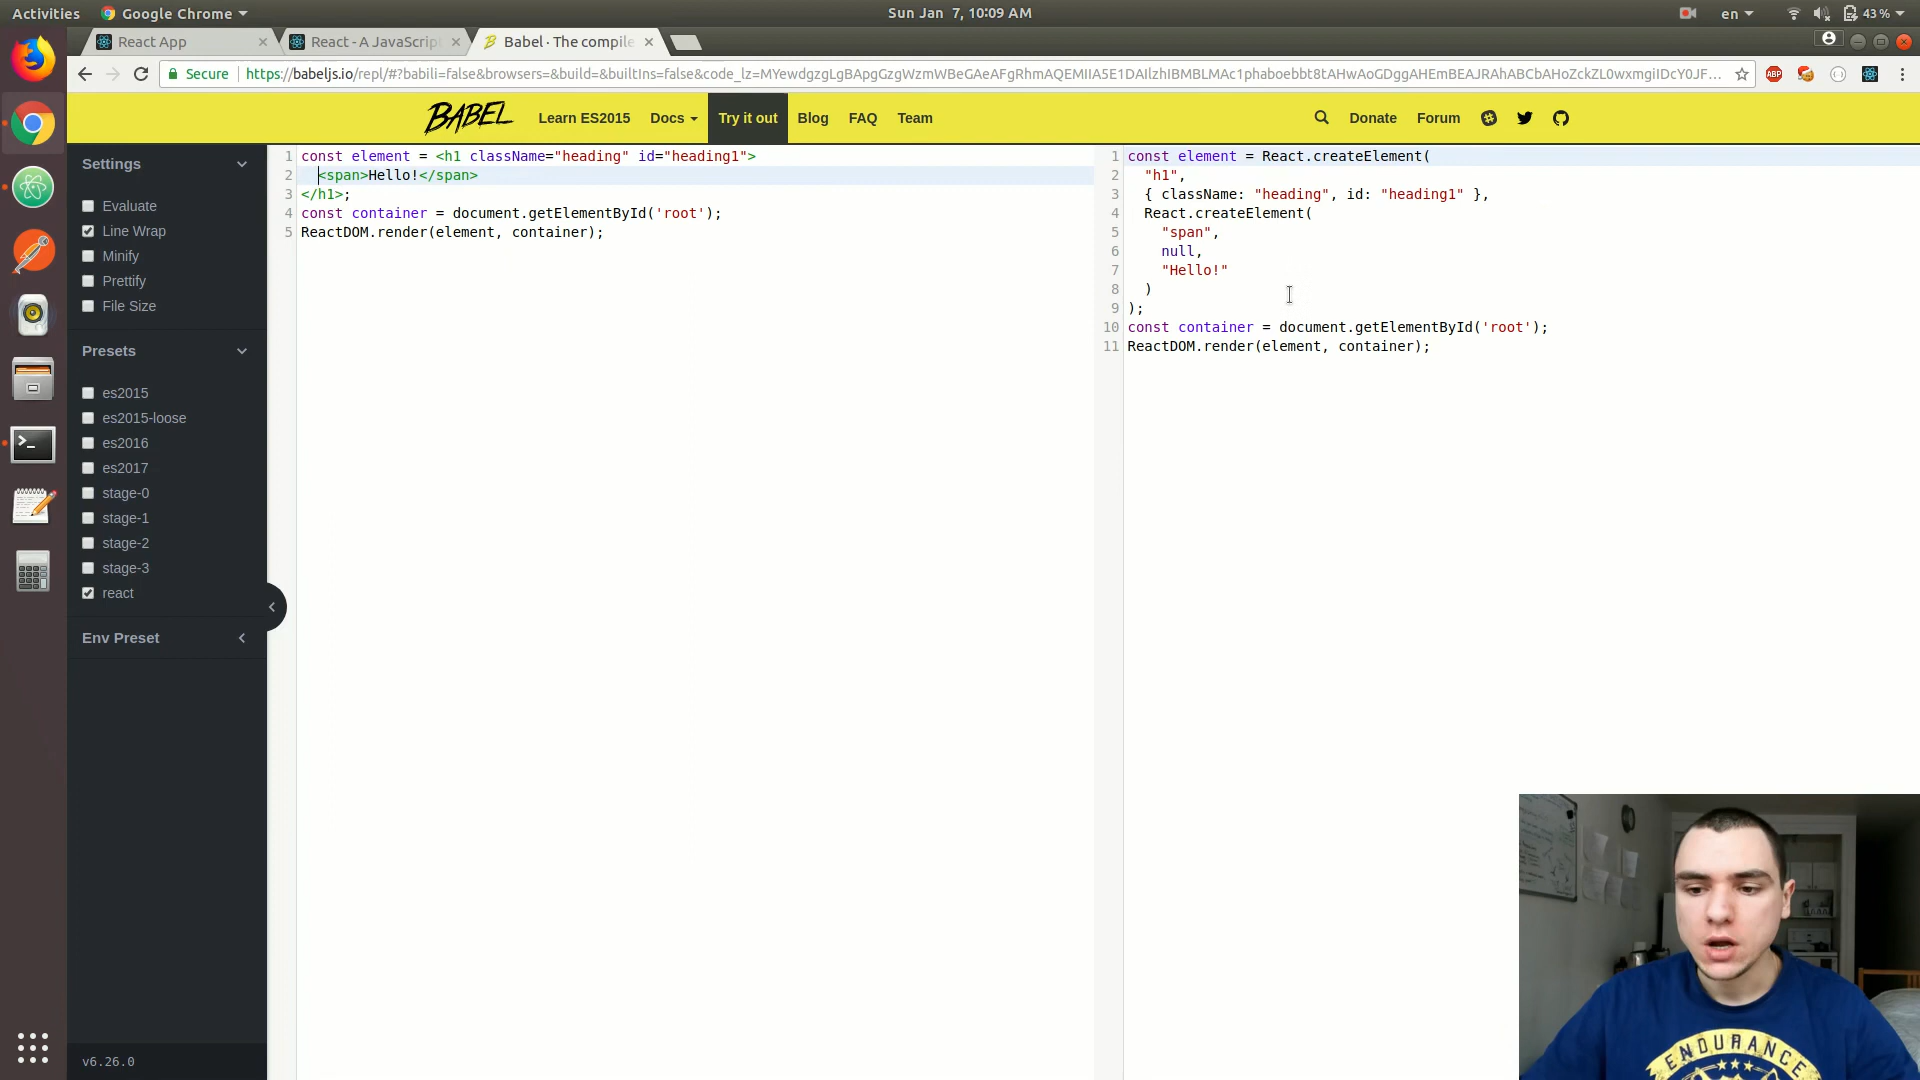 Activities Google Chrome Sun Jan 7, 10:09 AM en 43%
React App React - A JavaScript Babel · The compile
Secure https://babeljs.io/repl/#?babili=false&browsers=&build=&builtIns=false&code_lz=MYewdgzgLgBApgGzgWzmWBeGAeAFgRhmAQEMIIA5E1DAIlzhIBMBLMAc1phaboebbt8tAHwAoGDggAHEmBEAJRAhABCbAHoZckZL0wxmgiIDcY0JF...
ABP
BABEL Learn ES2015 Docs Try it out Blog FAQ Team Donate Forum
Settings
Evaluate
Line Wrap
Minify
Prettify
File Size
Presets
es2015
es2015-loose
es2016
es2017
stage-0
stage-1
stage-2
stage-3
react
Env Preset
v6.26.0
1 const element = <h1 className="heading" id="heading1">
2 <span>Hello!</span>
3 </h1>;
4 const container = document.getElementById('root');
5 ReactDOM.render(element, container);
1 const element = React.createElement(
2 "h1",
3 { className: "heading", id: "heading1" },
4 React.createElement(
5 "span",
6 null,
7 "Hello!"
8 )
9 );
10 const container = document.getElementById('root');
11 ReactDOM.render(element, container);
ENDURANCE